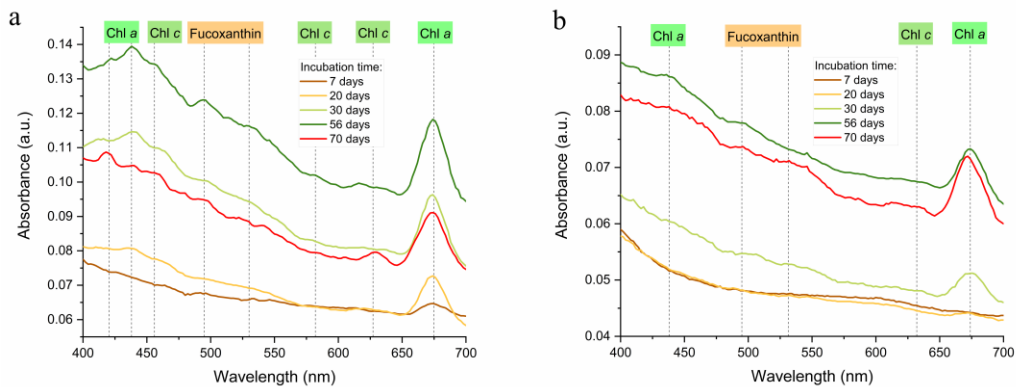 a
Chl a Chl c Fucoxanthin Chl c Chl c Chl a
Incubation time:
7 days
20 days
30 days
56 days
70 days
0.14
0.13
0.12
0.11
0.10
0.09
0.08
0.07
0.06
Absorbance (a.u.)
400 450 500 550 600 650 700
Wavelength (nm)
b
Chl a Fucoxanthin Chl c Chl a
Incubation time:
7 days
20 days
30 days
56 days
70 days
0.09
0.08
0.07
0.06
0.05
0.04
Absorbance (a.u.)
400 450 500 550 600 650 700
Wavelength (nm)